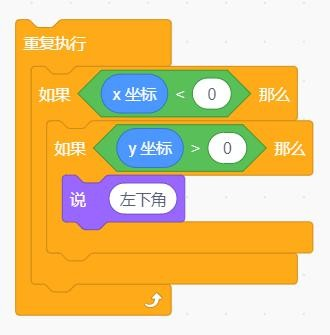 重复执行
如果 x 坐标 < 0 那么
如果 y 坐标 > 0 那么
说 左下角